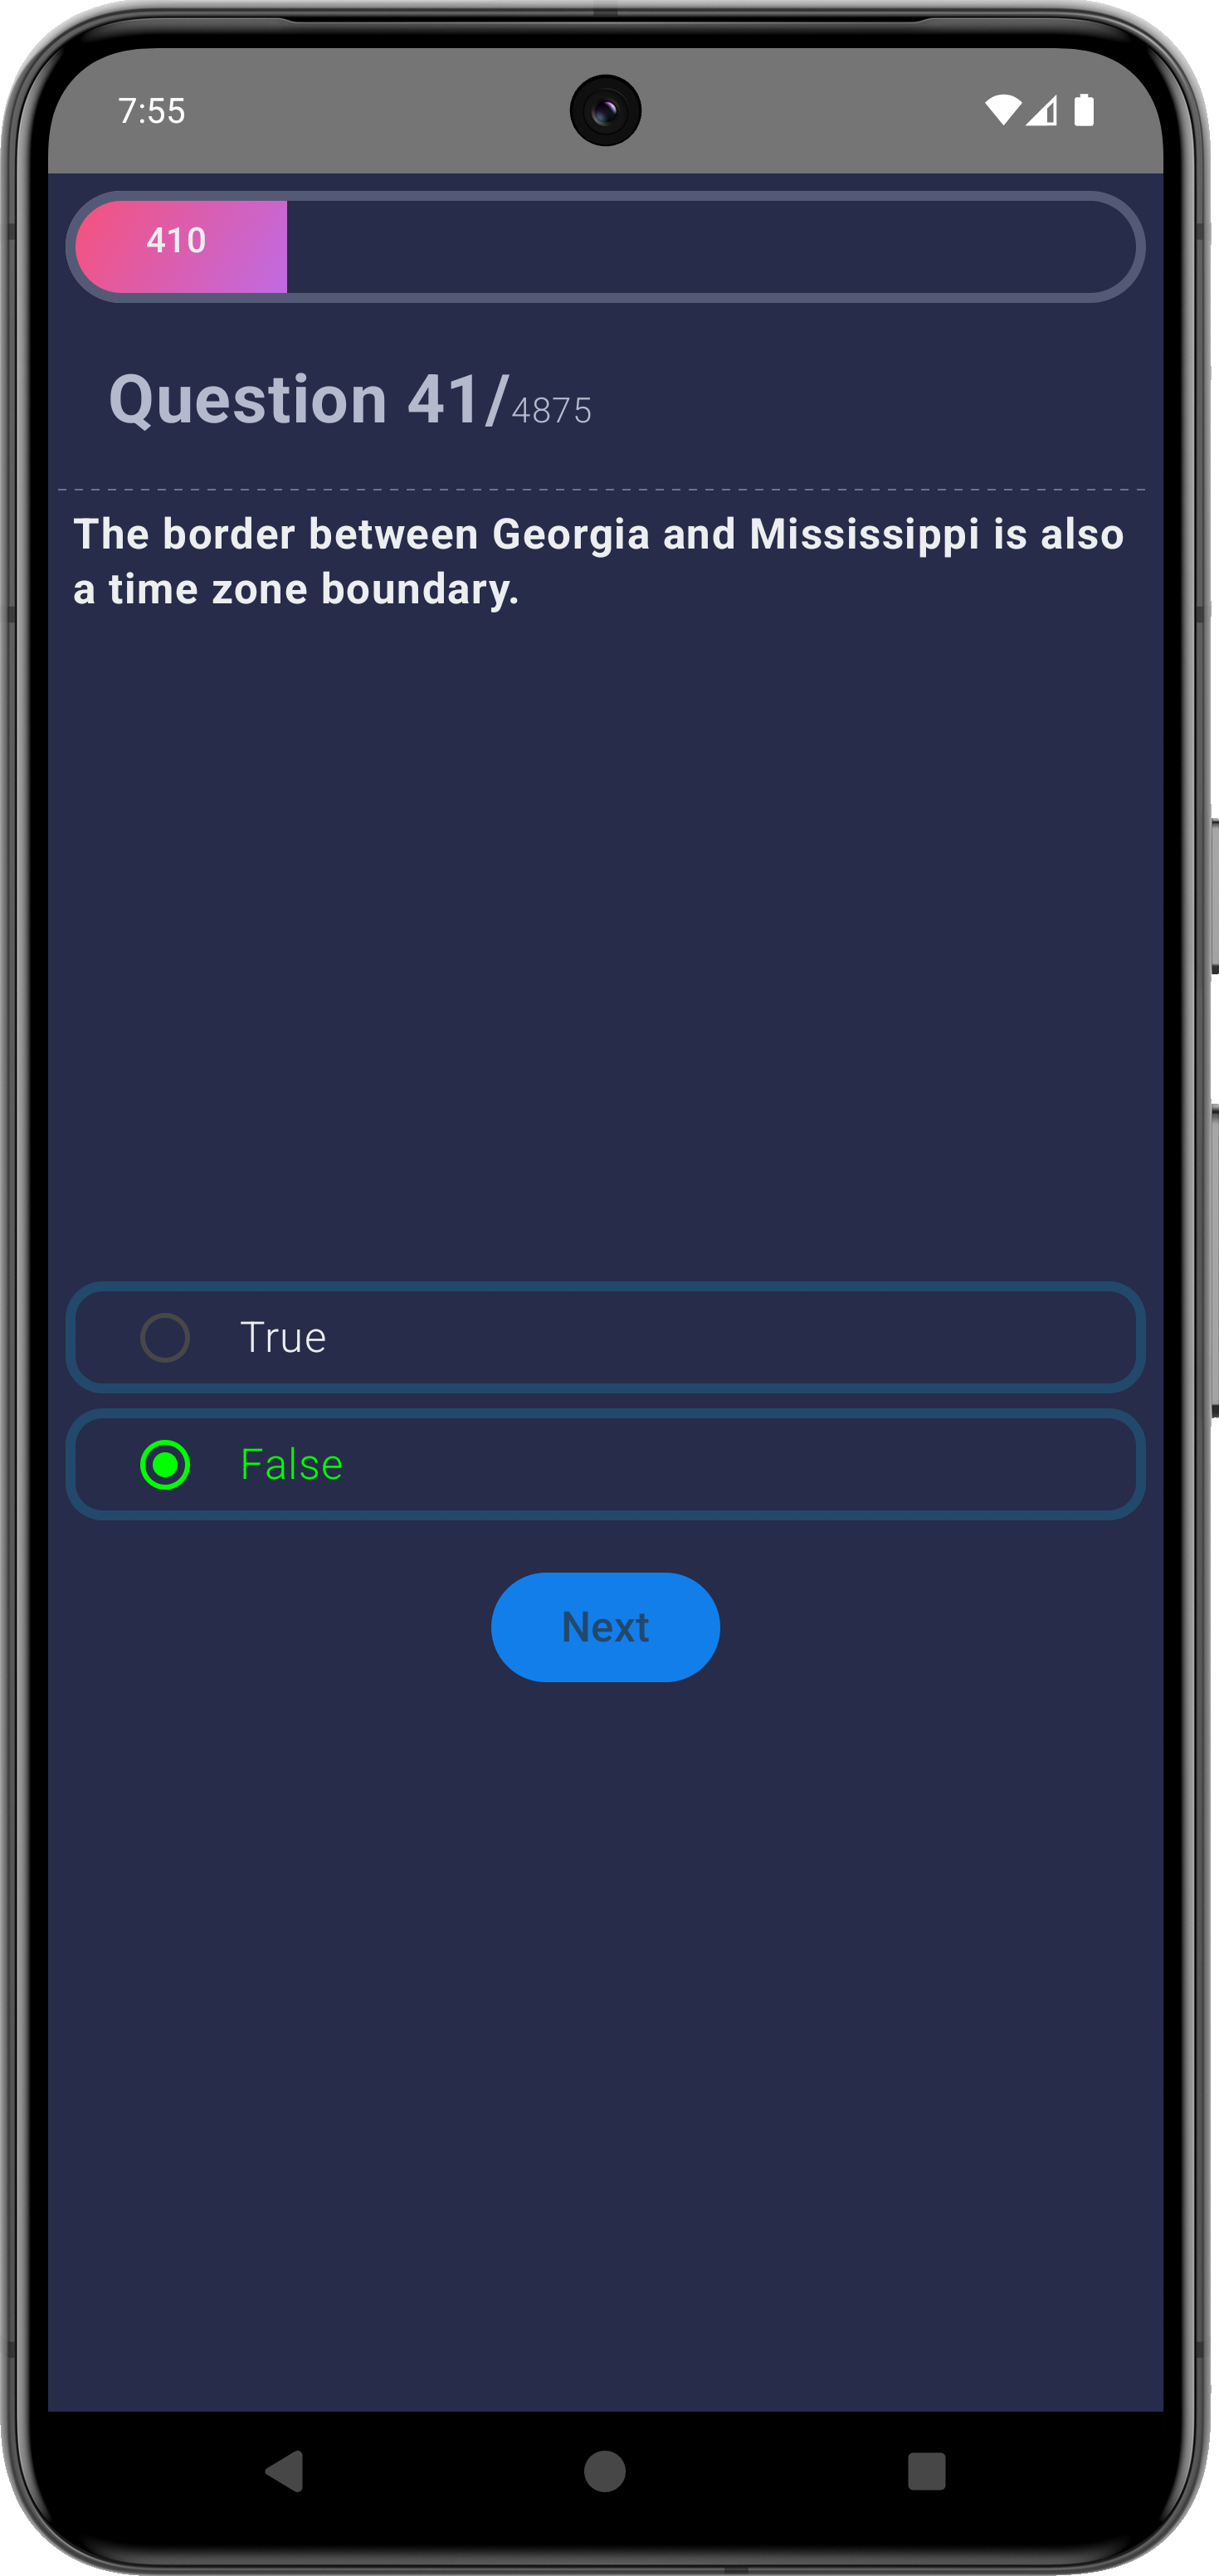 7:55
410
Question 41/4875
The border between Georgia and Mississippi is also
a time zone boundary.
True
False
Next